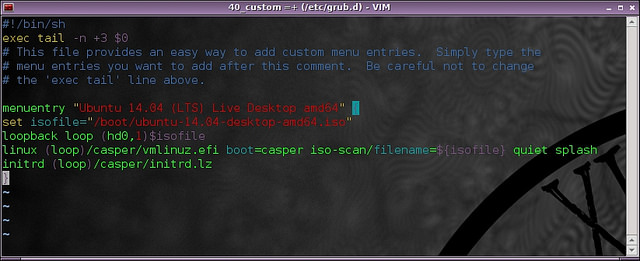 40_custom =+ (/etc/grub.d) - VIM
#!/bin/sh
exec tail -n +3 $0
# This file provides an easy way to add custom menu entries.  Simply type the
# menu entries you want to add after this comment.  Be careful not to change
# the 'exec tail' line above.
menuentry "Ubuntu 14.04 (LTS) Live Desktop amd64" {
set isofile="/boot/ubuntu-14.04-desktop-amd64.iso"
loopback loop (hd0,1)$isofile
linux (loop)/casper/vmlinuz.efi boot=casper iso-scan/filename=${isofile} quiet splash
initrd (loop)/casper/initrd.lz
}
~
~
~
~